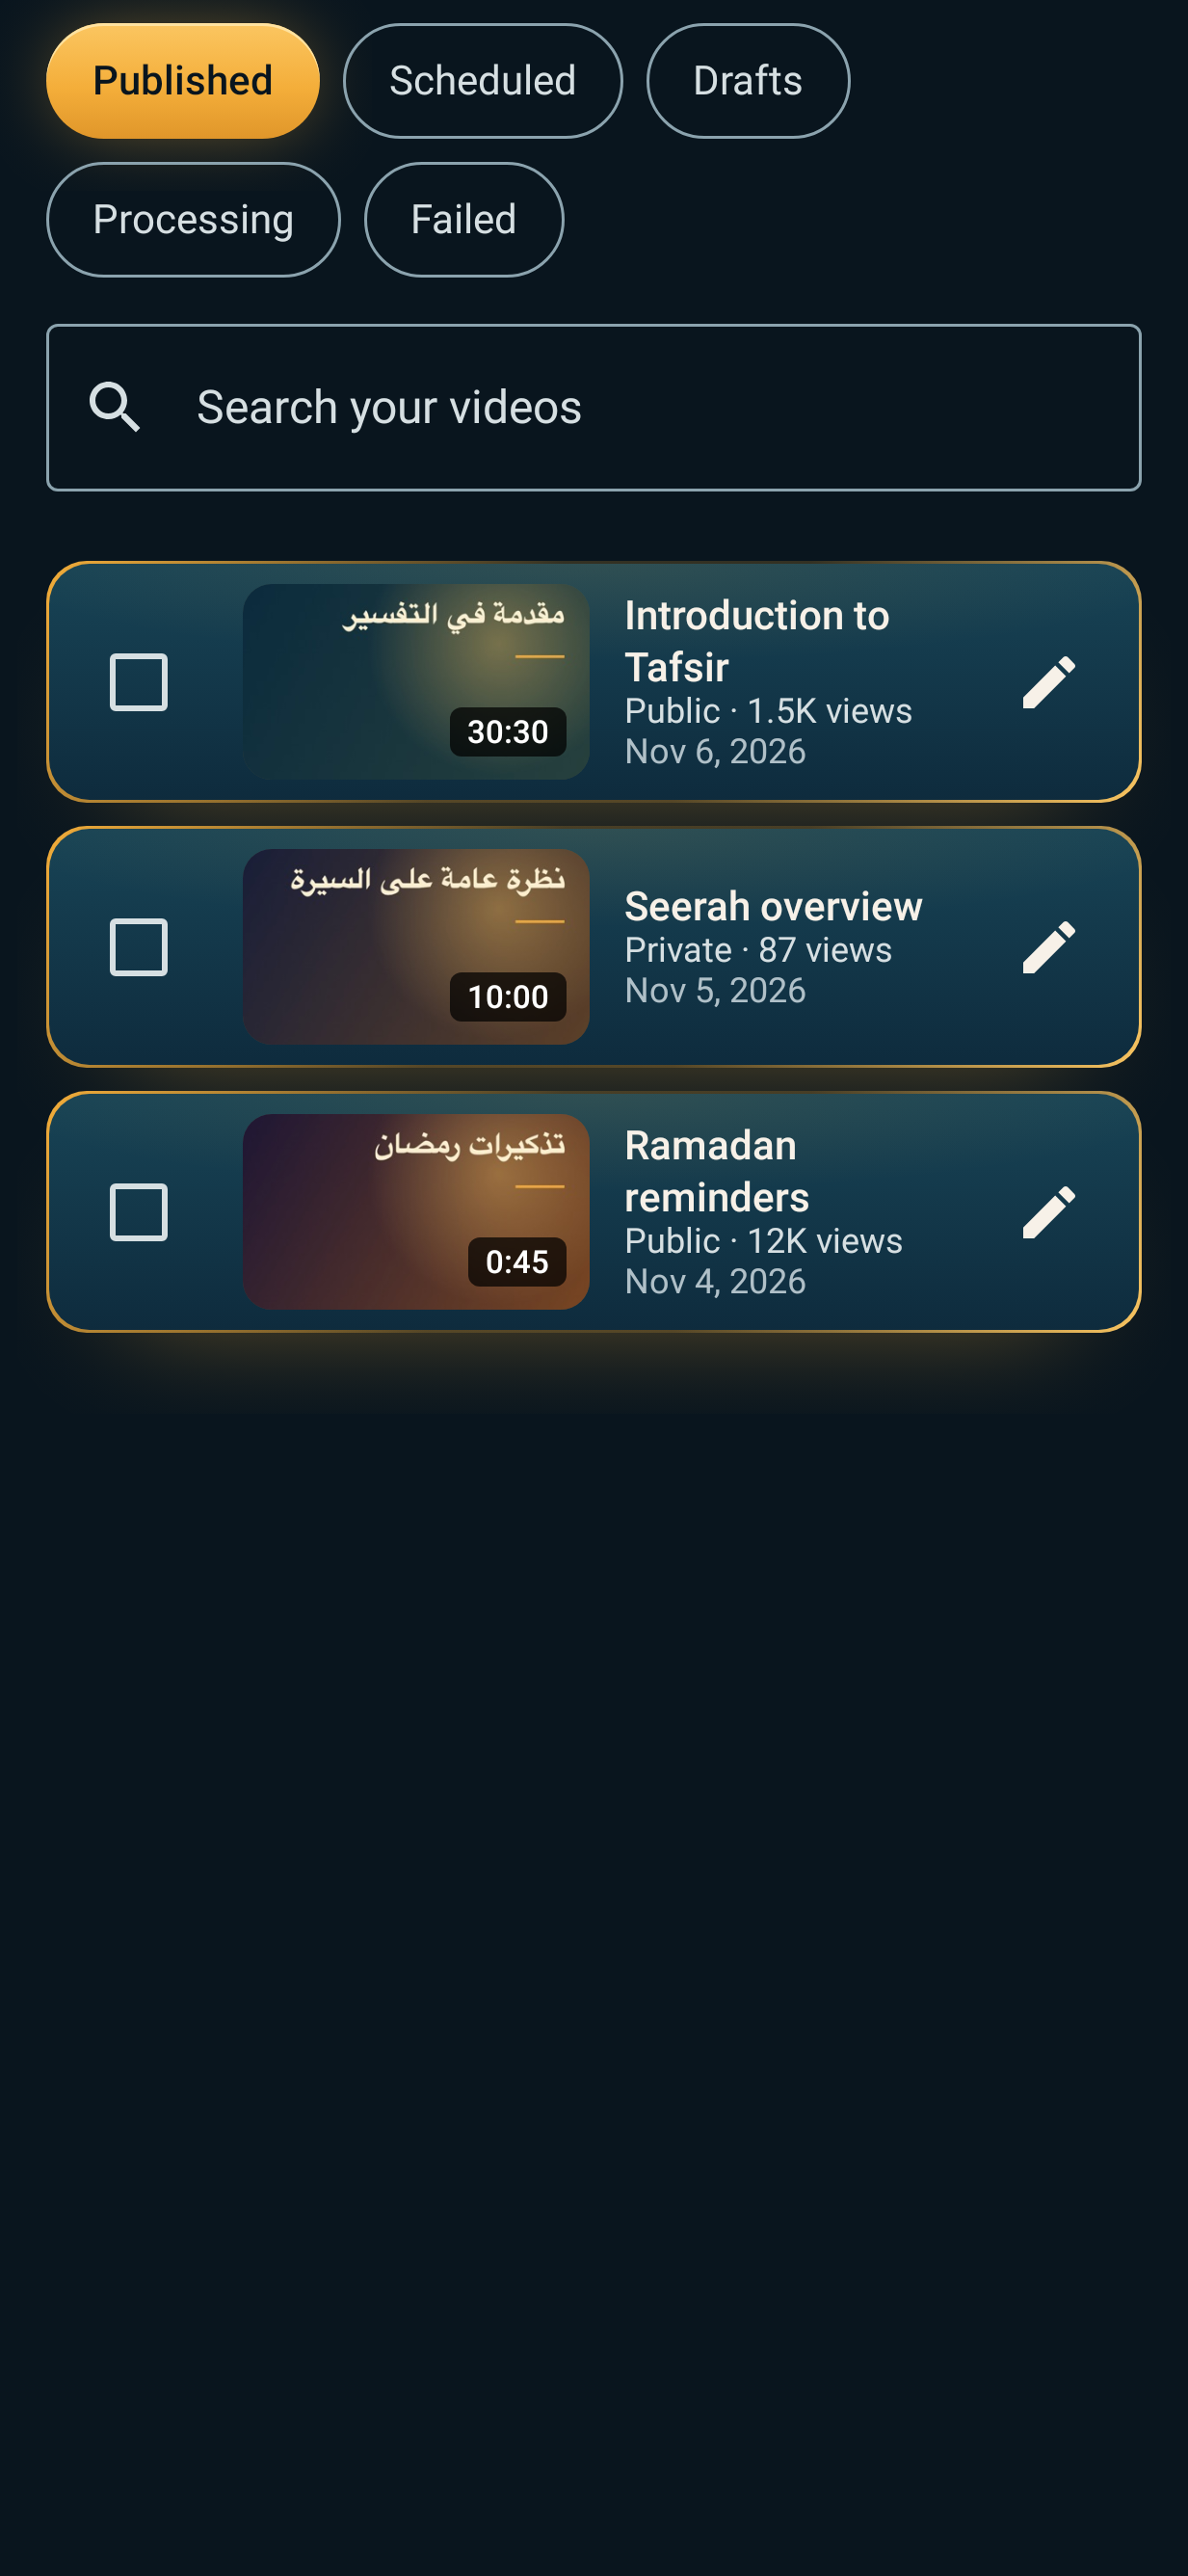 Published
Scheduled
Drafts
Processing
Failed
Search your videos
مقدمة في التفسير
30:30
Introduction to
Tafsir
Public · 1.5K views
Nov 6, 2026
نظرة عامة على السيرة
10:00
Seerah overview
Private · 87 views
Nov 5, 2026
تذكيرات رمضان
0:45
Ramadan
reminders
Public · 12K views
Nov 4, 2026